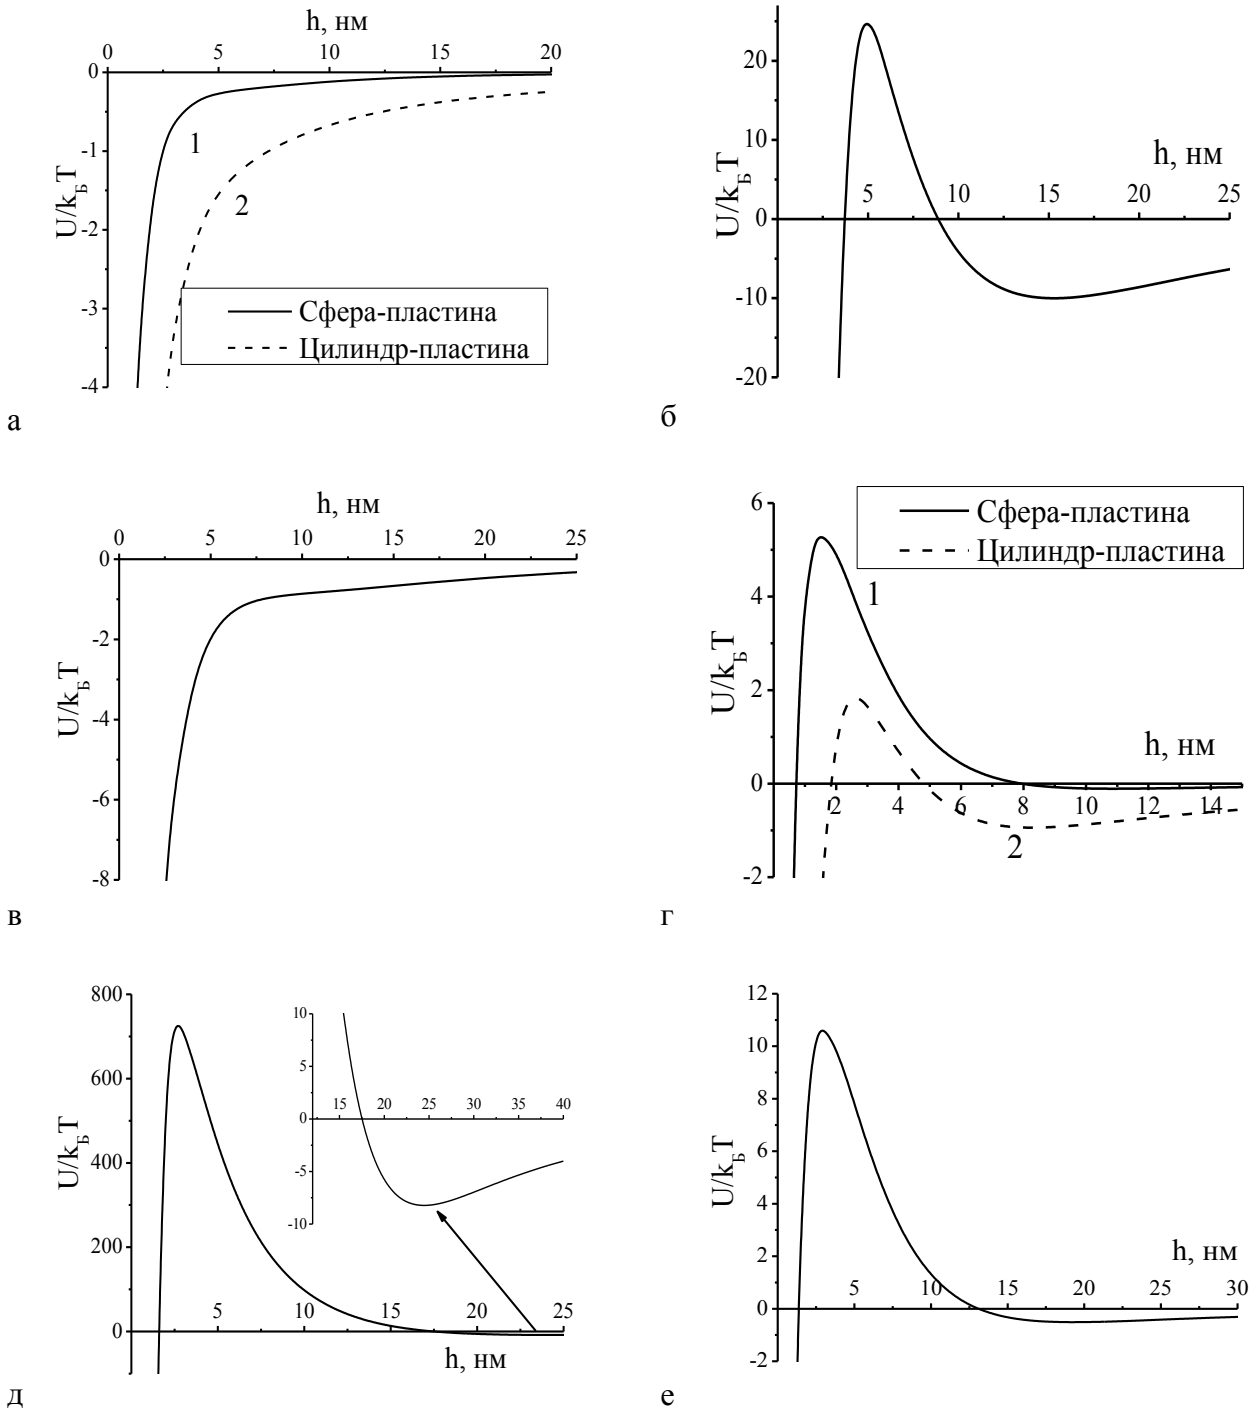 h, нм
0 5 10 15 20
0
-1
-2
-3
-4
U/kБT
1
2
Сфера-пластина
Цилиндр-пластина
а
20
10
0
-10
-20
U/kБT
h, нм
5 10 15 20 25
б
h, нм
0 5 10 15 20 25
0
-2
-4
-6
-8
U/kБT
в
6
4
2
0
-2
U/kБT
Сфера-пластина
Цилиндр-пластина
1
h, нм
2 4 6 8 10 12 14
2
г
800
600
400
200
0
U/kБT
10
5
0
-5
-10
15 20 25 30 35 40
5 10 15 20 25
h, нм
д
12
10
8
6
4
2
0
-2
U/kБT
h, нм
5 10 15 20 25 30
е